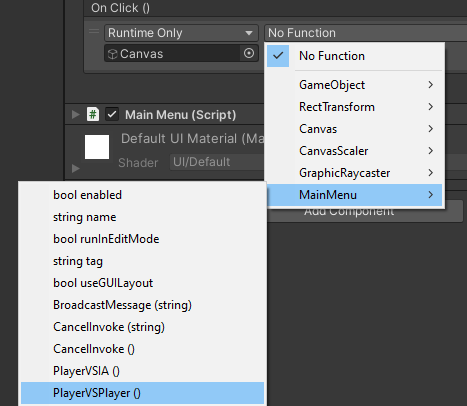 On Click ()
Runtime Only
No Function
Canvas
No Function
GameObject
RectTransform
Canvas
CanvasScaler
GraphicRaycaster
MainMenu
# Main Menu (Script)
Default UI Material (Ma
Shader UI/Default
Add Component
bool enabled
string name
bool runInEditMode
string tag
bool useGUILayout
BroadcastMessage (string)
CancelInvoke (string)
CancelInvoke ()
PlayerVSIA ()
PlayerVSPlayer ()